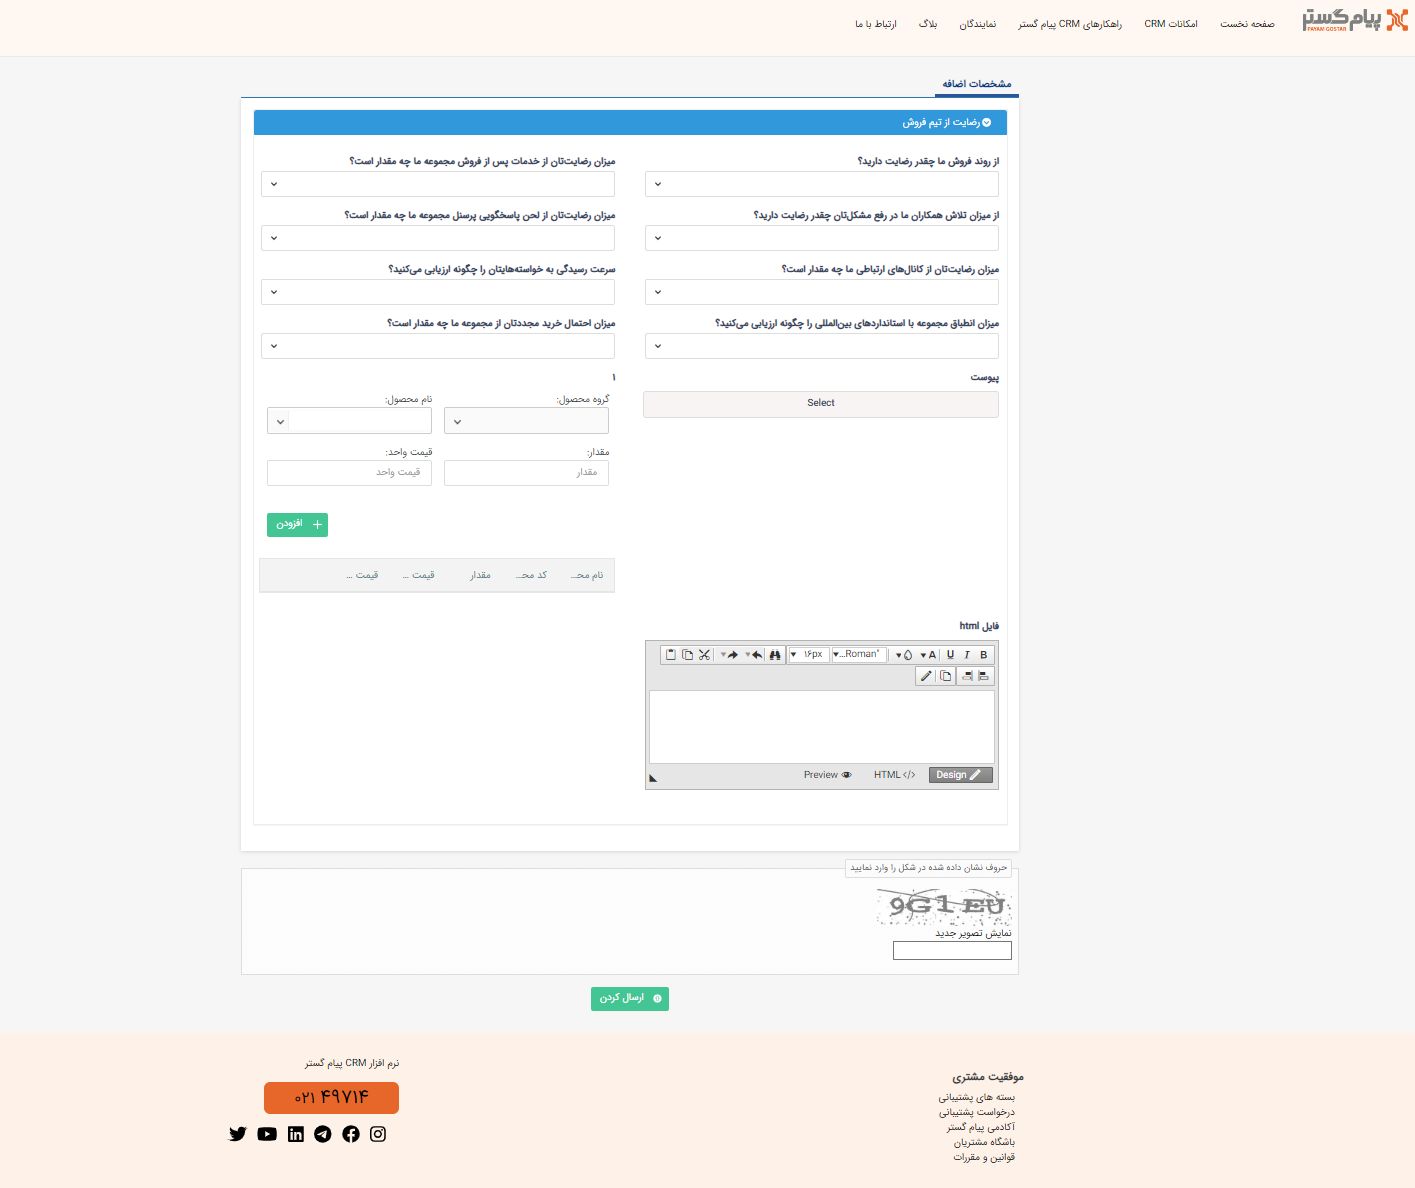 پیام گستر
PAYAM GOSTAR
صفحه نخست
امکانات CRM
راهکارهای CRM پیام گستر
نمایندگان
بلاگ
ارتباط با ما
مشخصات اضافه
رضایت از تیم فروش
از روند فروش ما چقدر رضایت دارید؟
میزان رضایت‌تان از خدمات پس از فروش مجموعه ما چه مقدار است؟
از میزان تلاش همکاران ما در رفع مشکل‌تان چقدر رضایت دارید؟
میزان رضایت‌تان از لحن پاسخگویی پرسنل مجموعه ما چه مقدار است؟
میزان رضایت‌تان از کانال‌های ارتباطی ما چه مقدار است؟
سرعت رسیدگی به خواسته‌هایتان را چگونه ارزیابی می‌کنید؟
میزان انطباق مجموعه با استانداردهای بین‌المللی را چگونه ارزیابی می‌کنید؟
میزان احتمال خرید مجددتان از مجموعه ما چه مقدار است؟
پیوست
Select
۱
گروه محصول:
نام محصول:
مقدار:
قیمت واحد:
مقدار
قیمت واحد
افزودن
نام مح...
کد مح...
مقدار
قیمت ...
قیمت ...
فایل html
B I U A
"Roman...
۱۶px
Design
HTML
Preview
حروف نشان داده شده در شکل را وارد نمایید
9G1EU
نمایش تصویر جدید
ارسال کردن
موفقیت مشتری
بسته های پشتیبانی
درخواست پشتیبانی
آکادمی پیام گستر
باشگاه مشتریان
قوانین و مقررات
نرم افزار CRM پیام گستر
۰۲۱ ۴۹۷۱۴